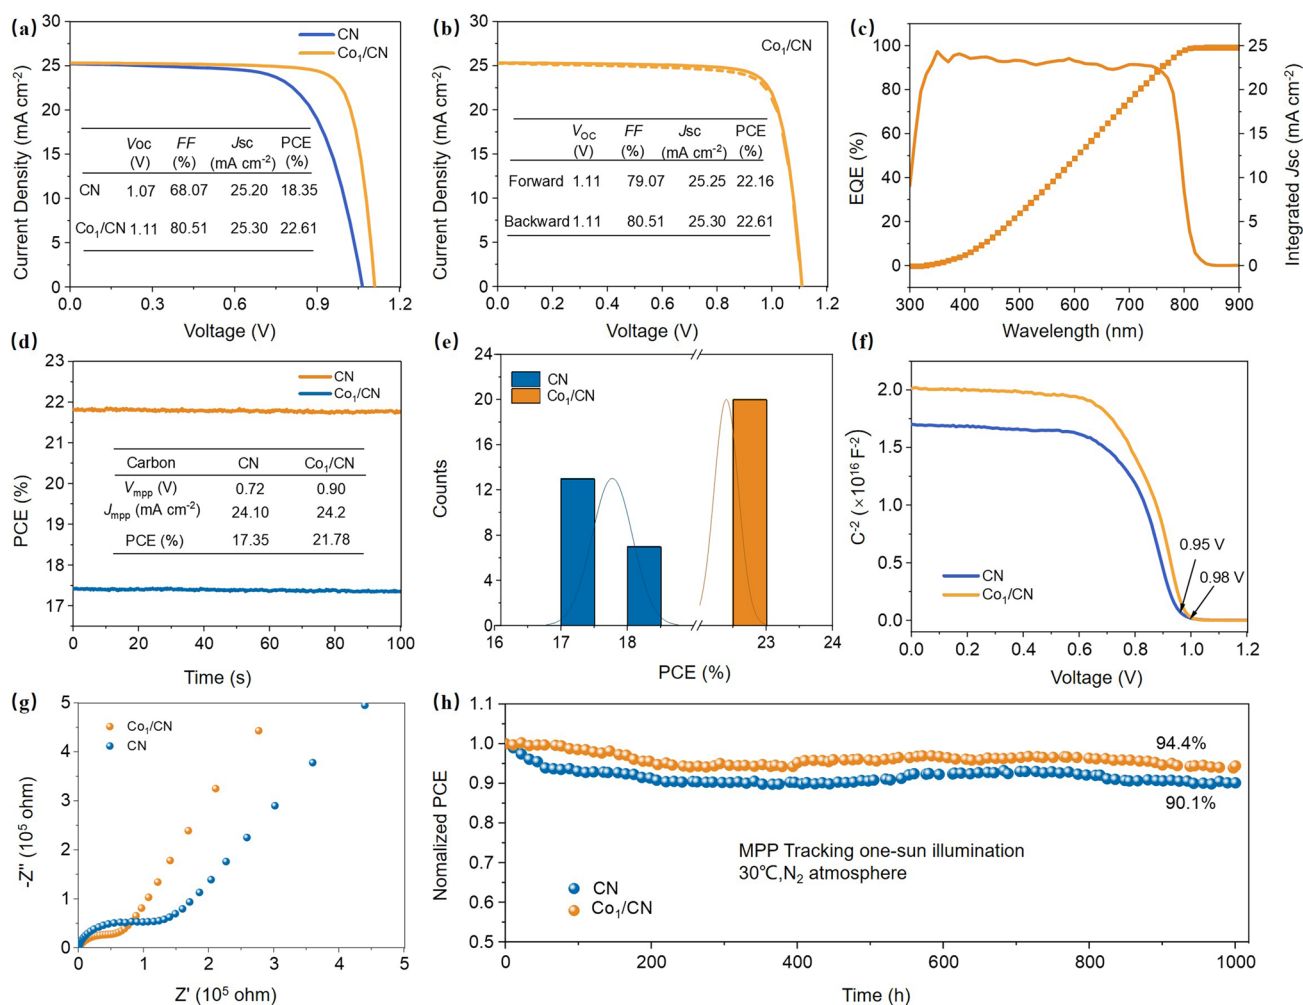 (a)
30
25
20
15
10
5
0
Current Density (mA cm-2)
CN
Co1/CN
Voc (V) FF (%) Jsc (mA cm-2) PCE (%)
CN 1.07 68.07 25.20 18.35
Co1/CN 1.11 80.51 25.30 22.61
0.0 0.3 0.6 0.9 1.2
Voltage (V)
(b)
30
25
20
15
10
5
0
Current Density (mA cm-2)
Co1/CN
VOC (V) FF (%) Jsc (mA cm-2) PCE (%)
Forward 1.11 79.07 25.25 22.16
Backward 1.11 80.51 25.30 22.61
0.0 0.2 0.4 0.6 0.8 1.0 1.2
Voltage (V)
(c)
100
80
60
40
20
0
EQE (%)
25
20
15
10
5
0
Integrated Jsc (mA cm-2)
300 400 500 600 700 800 900
Wavelength (nm)
(d)
23
22
21
20
19
18
17
PCE (%)
CN
Co1/CN
Carbon CN Co1/CN
Vmpp (V) 0.72 0.90
Jmpp (mA cm-2) 24.10 24.2
PCE (%) 17.35 21.78
0 20 40 60 80 100
Time (s)
(e)
24
20
16
12
8
4
0
Counts
CN
Co1/CN
16 17 18 23 24
PCE (%)
(f)
2.0
1.5
1.0
0.5
0.0
C-2 (×1016 F-2)
0.95 V
0.98 V
CN
Co1/CN
0.0 0.2 0.4 0.6 0.8 1.0 1.2
Voltage (V)
(g)
5
4
3
2
1
0
-Z'' (105 ohm)
Co1/CN
CN
0 1 2 3 4 5
Z' (105 ohm)
(h)
1.1
1.0
0.9
0.8
0.7
0.6
0.5
Nomalized PCE
94.4%
90.1%
MPP Tracking one-sun illumination
30℃,N2 atmosphere
CN
Co1/CN
0 200 400 600 800 1000
Time (h)